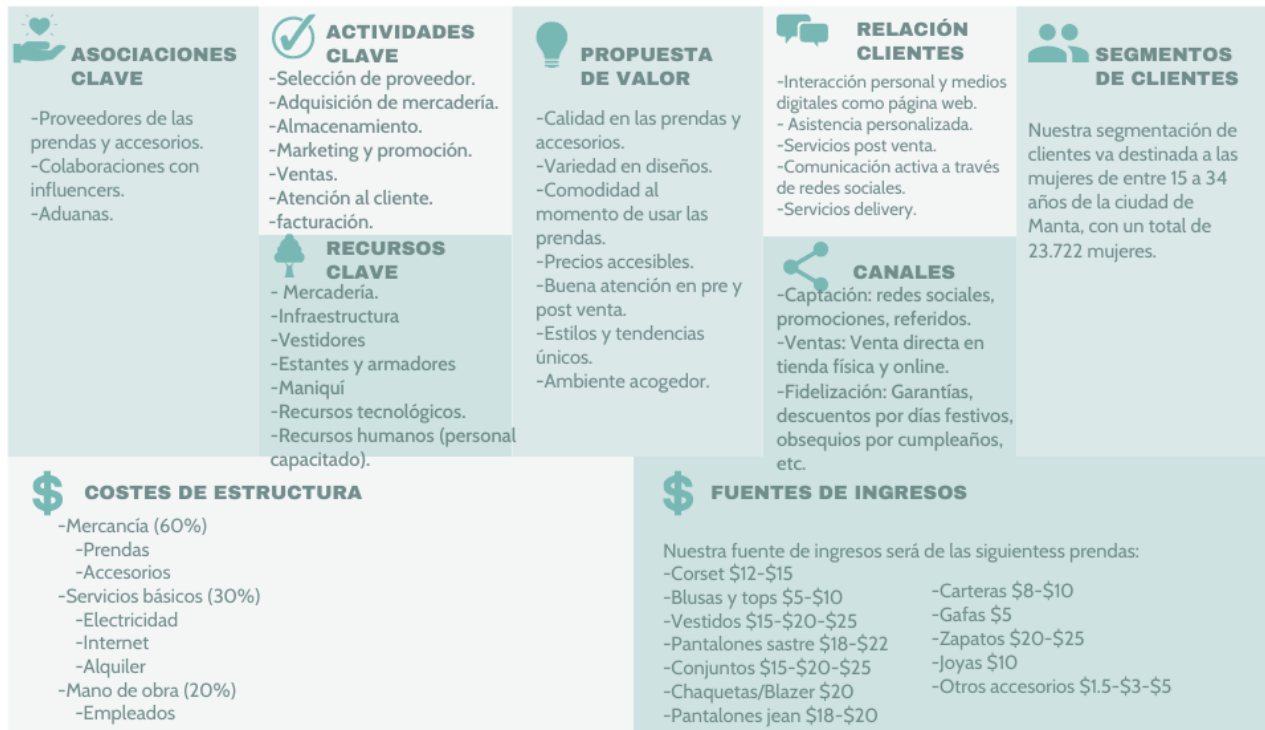 ASOCIACIONES
CLAVE
-Proveedores de las
prendas y accesorios.
-Colaboraciones con
influencers.
-Aduanas.
ACTIVIDADES
CLAVE
-Selección de proveedor.
-Adquisición de mercadería.
-Almacenamiento.
-Marketing y promoción.
-Ventas.
-Atención al cliente.
-facturación.
RECURSOS
CLAVE
- Mercadería.
-Infraestructura
-Vestidores
-Estantes y armadores
-Maniquí
-Recursos tecnológicos.
-Recursos humanos (personal
capacitado).
PROPUESTA
DE VALOR
-Calidad en las prendas y
accesorios.
-Variedad en diseños.
-Comodidad al
momento de usar las
prendas.
-Precios accesibles.
-Buena atención en pre y
post venta.
-Estilos y tendencias
únicos.
-Ambiente acogedor.
RELACIÓN
CLIENTES
-Interacción personal y medios
digitales como página web.
- Asistencia personalizada.
-Servicios post venta.
-Comunicación activa a través
de redes sociales.
-Servicios delivery.
CANALES
-Captación: redes sociales,
promociones, referidos.
-Ventas: Venta directa en
tienda física y online.
-Fidelización: Garantías,
descuentos por días festivos,
obsequios por cumpleaños,
etc.
SEGMENTOS
DE CLIENTES
Nuestra segmentación de
clientes va destinada a las
mujeres de entre 15 a 34
años de la ciudad de
Manta, con un total de
23.722 mujeres.
COSTES DE ESTRUCTURA
-Mercancía (60%)
-Prendas
-Accesorios
-Servicios básicos (30%)
-Electricidad
-Internet
-Alquiler
-Mano de obra (20%)
-Empleados
FUENTES DE INGRESOS
Nuestra fuente de ingresos será de las siguientess prendas:
-Corset $12-$15
-Blusas y tops $5-$10
-Vestidos $15-$20-$25
-Pantalones sastre $18-$22
-Conjuntos $15-$20-$25
-Chaquetas/Blazer $20
-Pantalones jean $18-$20
-Carteras $8-$10
-Gafas $5
-Zapatos $20-$25
-Joyas $10
-Otros accesorios $1.5-$3-$5